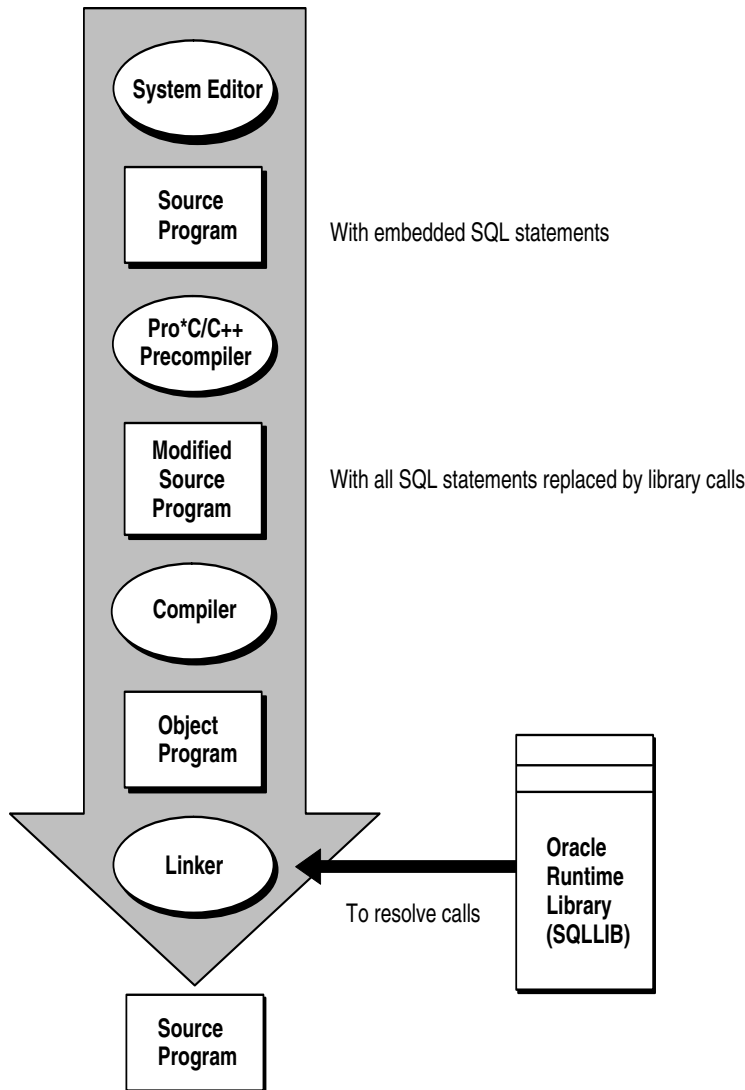 System Editor
Source
Program
With embedded SQL statements
Pro*C/C++
Precompiler
Modified
Source
Program
With all SQL statements replaced by library calls
Compiler
Object
Program
Linker
To resolve calls
Oracle
Runtime
Library
(SQLLIB)
Source
Program